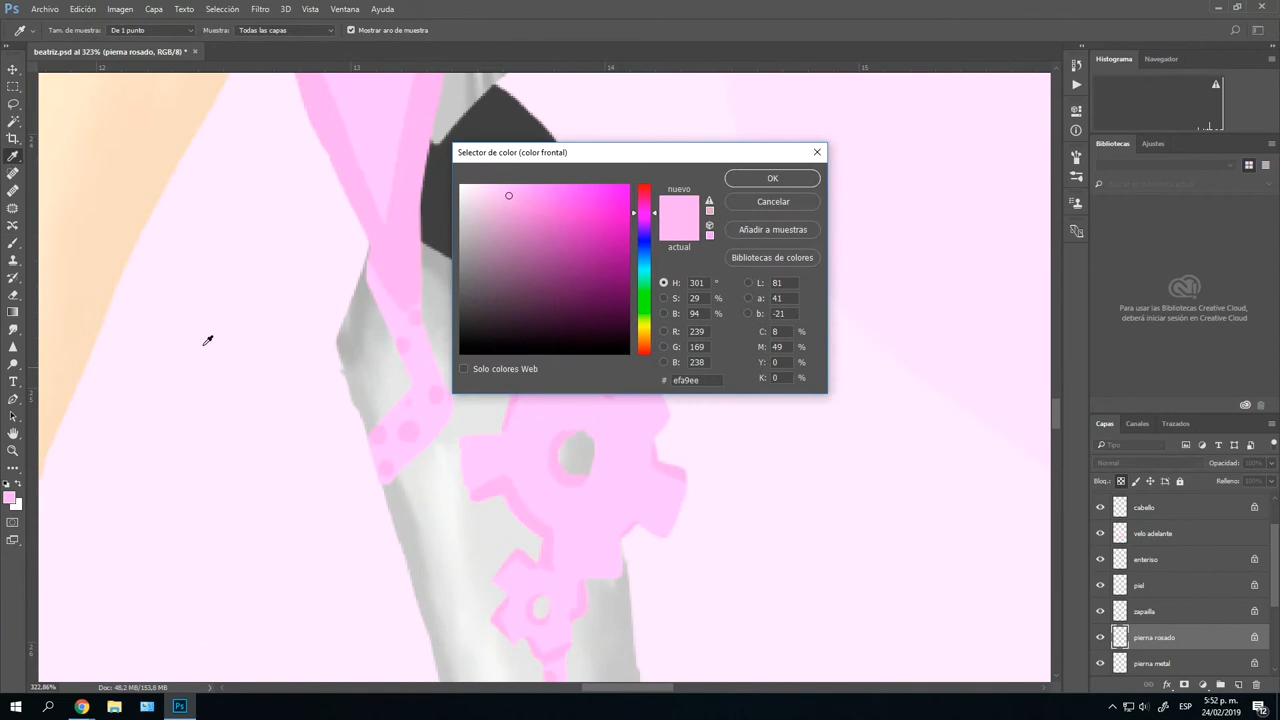 Ps Archivo Edición Imagen Capa Texto Selección Filtro 3D Vista Ventana Ayuda
Tam. de muestra: De 1 punto Muestra: Todas las capas Mostrar aro de muestra
beatriz.psd al 323% (pierna rosado, RGB/8) *
12 13 14 15
Histograma Navegador
Bibliotecas Ajustes
Selector de color (color frontal)
nuevo
actual
OK
Cancelar
Añadir a muestras
Bibliotecas de colores
H: 301 ° L: 81
S: 29 % a: 41
B: 94 % b: -21
R: 239 C: 8 %
G: 169 M: 49 %
B: 238 Y: 0 %
# efa9ee K: 0 %
Solo colores Web
Para usar las bibliotecas Creative Cloud,
deberá iniciar sesión en Creative Cloud
Capas Canales Trazados
Tipo
Normal Opacidad: 100%
Bloq.: Relleno: 100%
cabello
velo adelante
enteriso
piel
zapailla
pierna rosado
pierna metal
322,86% Doc: 48,2 MB/153,8 MB
ESP
5:52 p. m.
24/02/2019
12